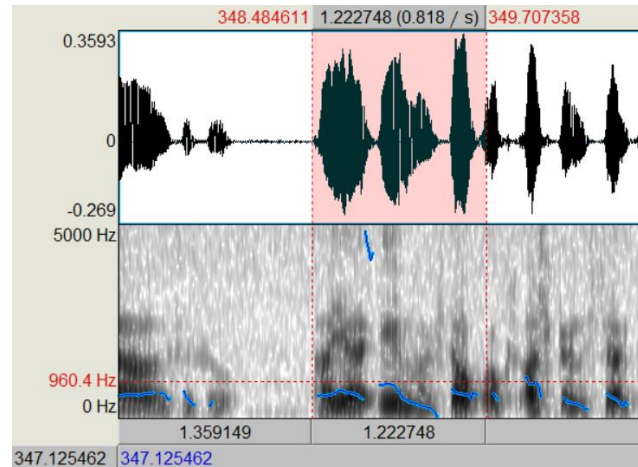 348.484611 1.222748 (0.818 / s) 349.707358
0.3593
0
-0.269
5000 Hz
960.4 Hz
0 Hz
1.359149 1.222748
347.125462 347.125462